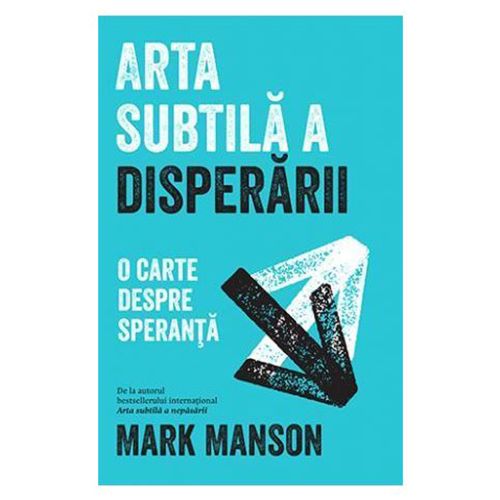 ARTA
SUBTILĂ A
DISPERĂRII
O CARTE
DESPRE
SPERANȚĂ
De la autorul
bestsellerului internațional
Arta subtilă a nepăsării
MARK MANSON